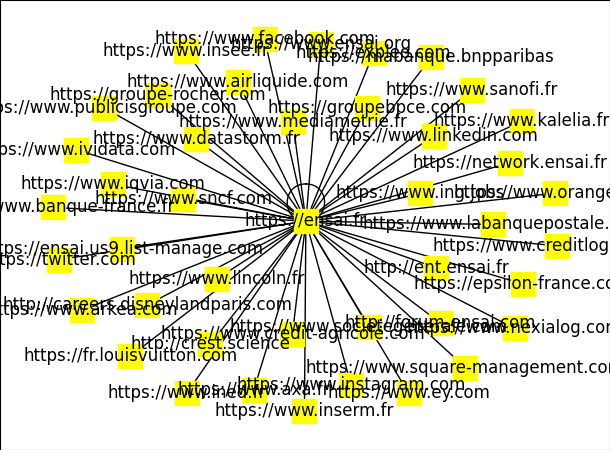 https://www.facebook.com
https://www.ensai.org
https://www.insee.fr
https://explee.com
https://mabanque.bnpparibas
https://www.airliquide.com
https://www.sanofi.fr
https://groupe-rocher.com
ps://www.publicisgroupe.com
https://groupebpce.com
https://www.mediametrie.fr
https://www.kalelia.fr
https://www.linkedin.com
https://www.datastorm.fr
ps://www.ividata.com
https://network.ensai.fr
https://www.iqvia.com
https://www.ing.jobs
https://www.orange
https://www.sncf.com
www.banque-france.fr
https://ensai.fr
https://www.labanquepostale.
https://www.creditlog
ps://ensai.us9.list-manage.com
ps://twitter.com
http://ent.ensai.fr
https://www.lincoln.fr
https://epsilon-france.co
http://careers.disneylandparis.com
ps://www.arkea.com
http://forum-ensai.com
https://www.societegenerale.com
https://www.nexialog.com
https://www.credit-agricole.com
http://crest.science
https://fr.louisvuitton.com
https://www.square-management.com
https://www.instagram.com
https://www.axa.fr
https://www.ined.fr
https://www.ey.com
https://www.inserm.fr